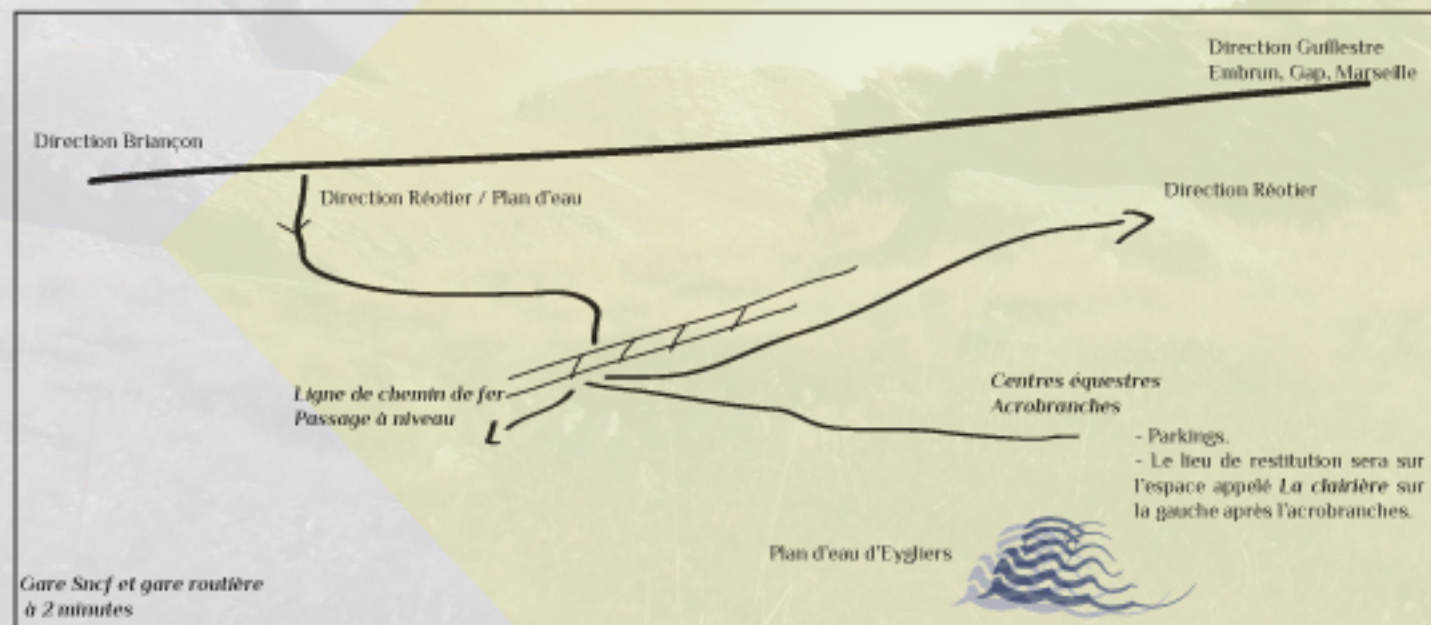 Direction Guillestre
Embrun, Gap, Marseille
Direction Briançon
Direction Réotier / Plan d'eau
Direction Réotier
Ligne de chemin de fer
Passage à niveau
Centres équestres
Acrobranches
- Parkings.
- Le lieu de restitution sera sur
l'espace appelé La clairière sur
la gauche après l'acrobranches.
Plan d'eau d'Eygliers
Gare Sncf et gare routière
à 2 minutes